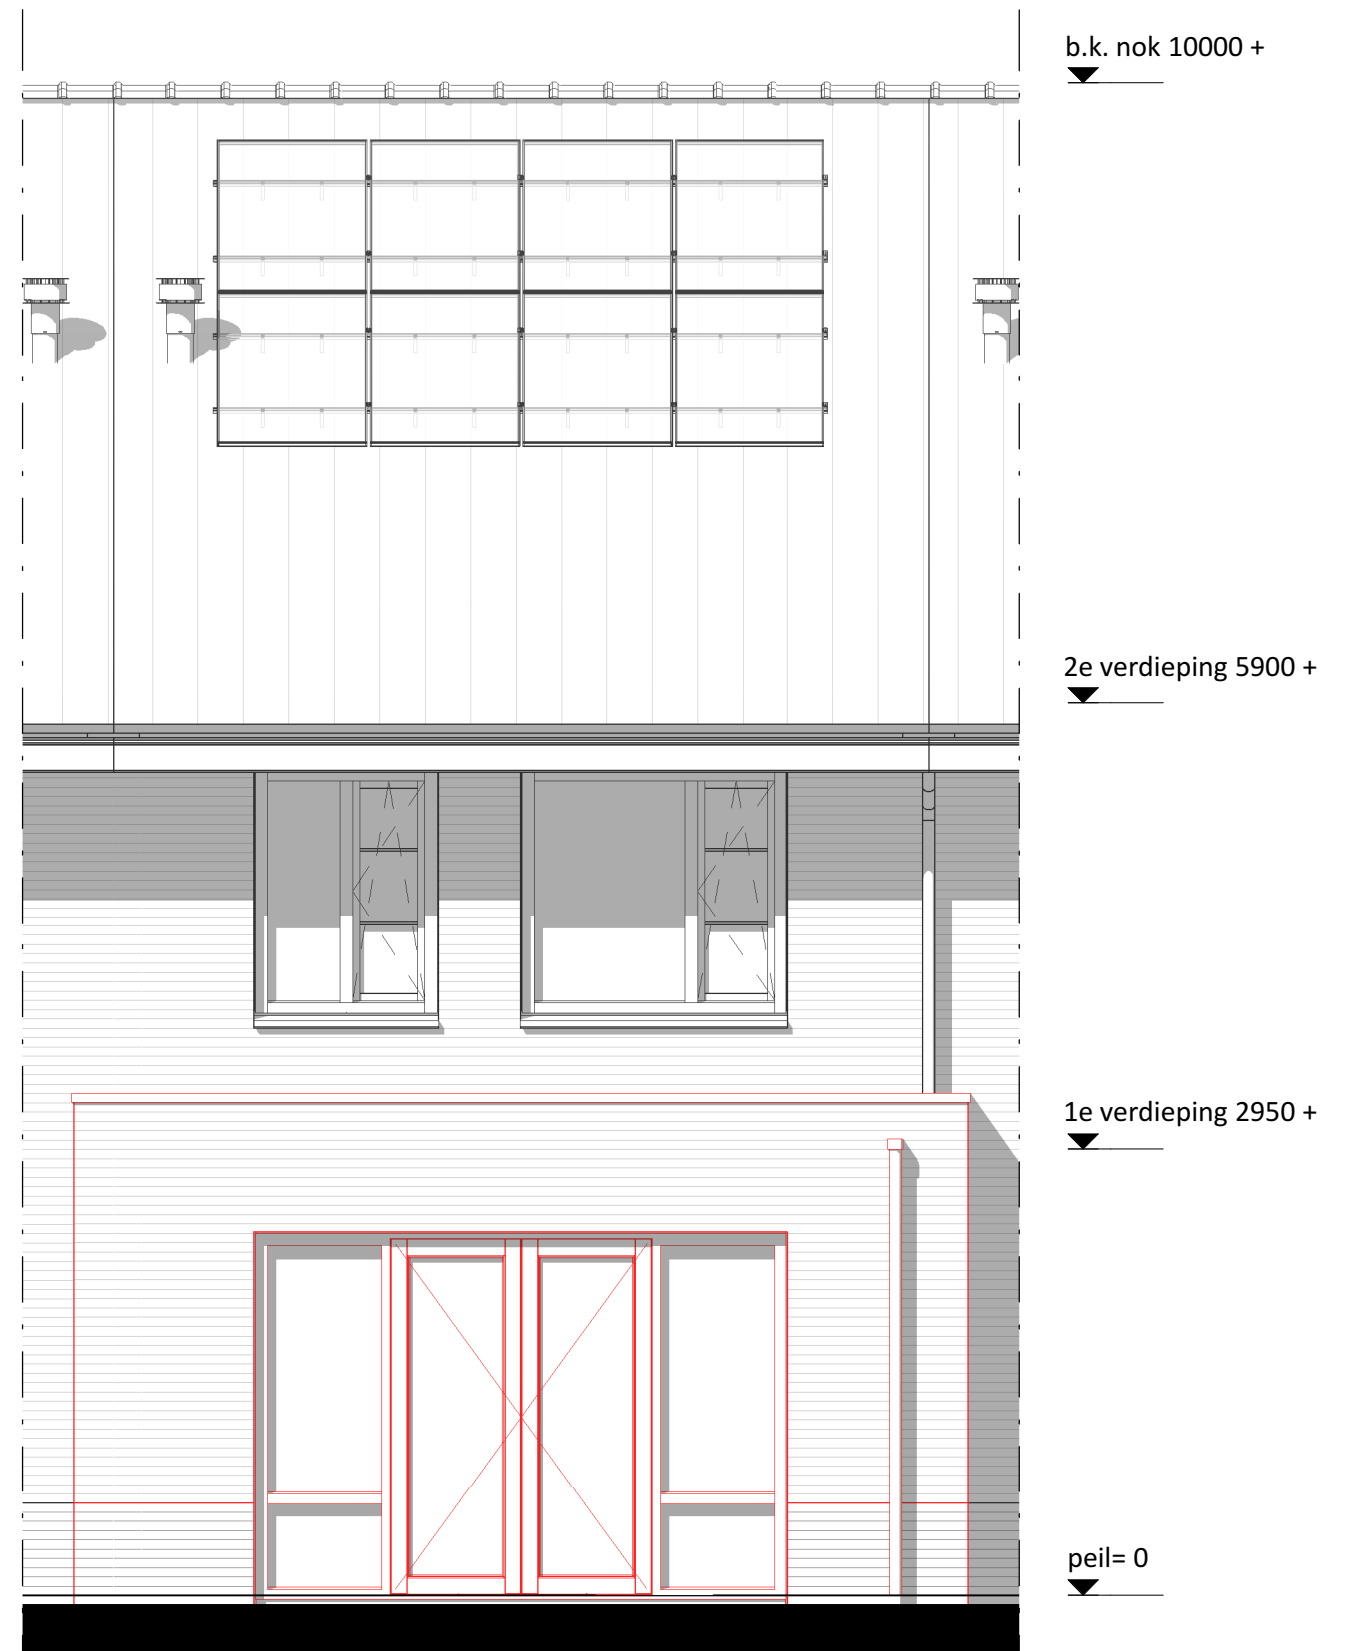 b.k. nok 10000 +
2e verdieping 5900 +
1e verdieping 2950 +
peil= 0